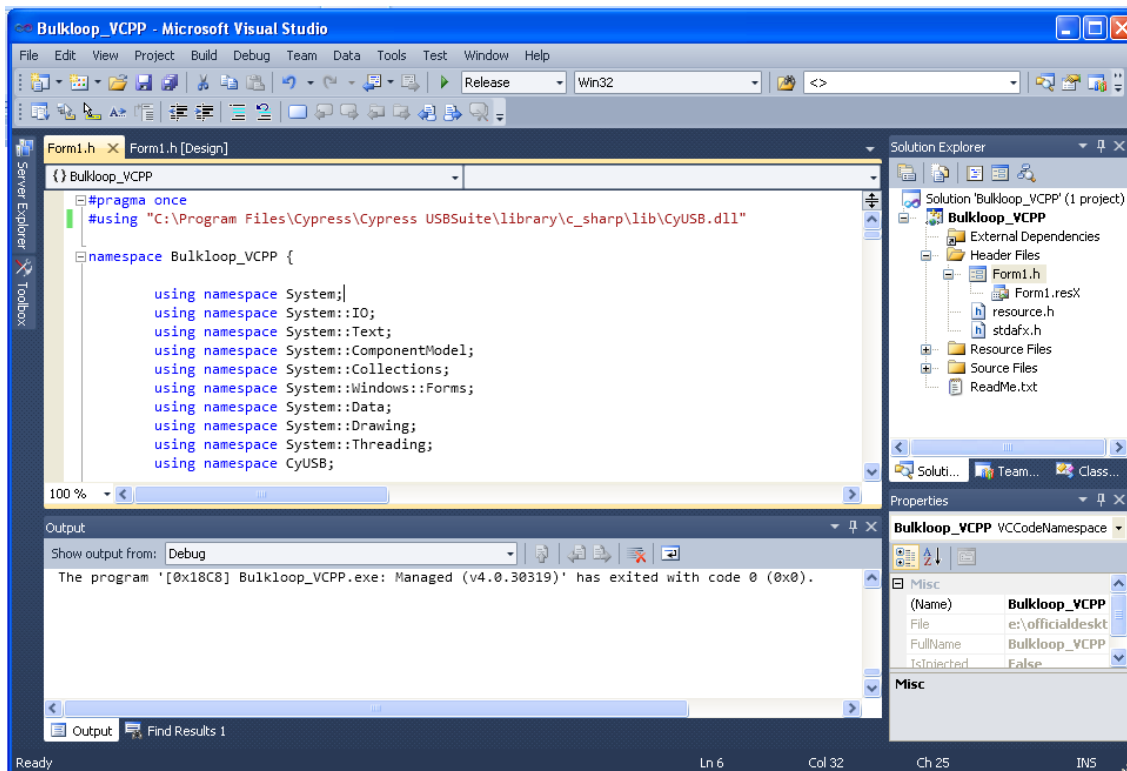 Bulkloop_VCPP - Microsoft Visual Studio
File Edit View Project Build Debug Team Data Tools Test Window Help
Release Win32 <>
Form1.h Form1.h [Design]
Solution Explorer
{} Bulkloop_VCPP
Server Explorer
Toolbox
#pragma once
#using "C:\Program Files\Cypress\Cypress USBSuite\library\c_sharp\lib\CyUSB.dll"
namespace Bulkloop_VCPP {
using namespace System;
using namespace System::IO;
using namespace System::Text;
using namespace System::ComponentModel;
using namespace System::Collections;
using namespace System::Windows::Forms;
using namespace System::Data;
using namespace System::Drawing;
using namespace System::Threading;
using namespace CyUSB;
100 %
Solution 'Bulkloop_VCPP' (1 project)
Bulkloop_VCPP
External Dependencies
Header Files
Form1.h
Form1.resX
resource.h
stdafx.h
Resource Files
Source Files
ReadMe.txt
Soluti... Team... Class...
Output
Show output from: Debug
The program '[0x18C8] Bulkloop_VCPP.exe: Managed (v4.0.30319)' has exited with code 0 (0x0).
Output Find Results 1
Properties
Bulkloop_VCPP VCCodeNamespace
Misc
(Name) Bulkloop_VCPP
File e:\officialdeskt
FullName Bulkloop_VCPP
IsInjected False
Misc
Ready Ln 6 Col 32 Ch 25 INS